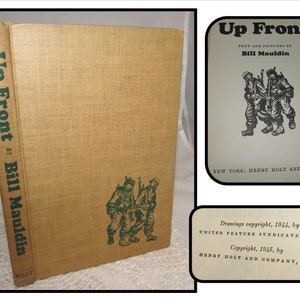 Up Front BY Bill Mauldin
HOLT
Up Fron
TEXT AND PICTURES BY
Bill Mauldin
NEW YORK: HENRY HOLT AND
Drawings copyright, 1944, by
UNITED FEATURE SYNDICATE
Copyright, 1945, by
HENRY HOLT AND COMPANY,